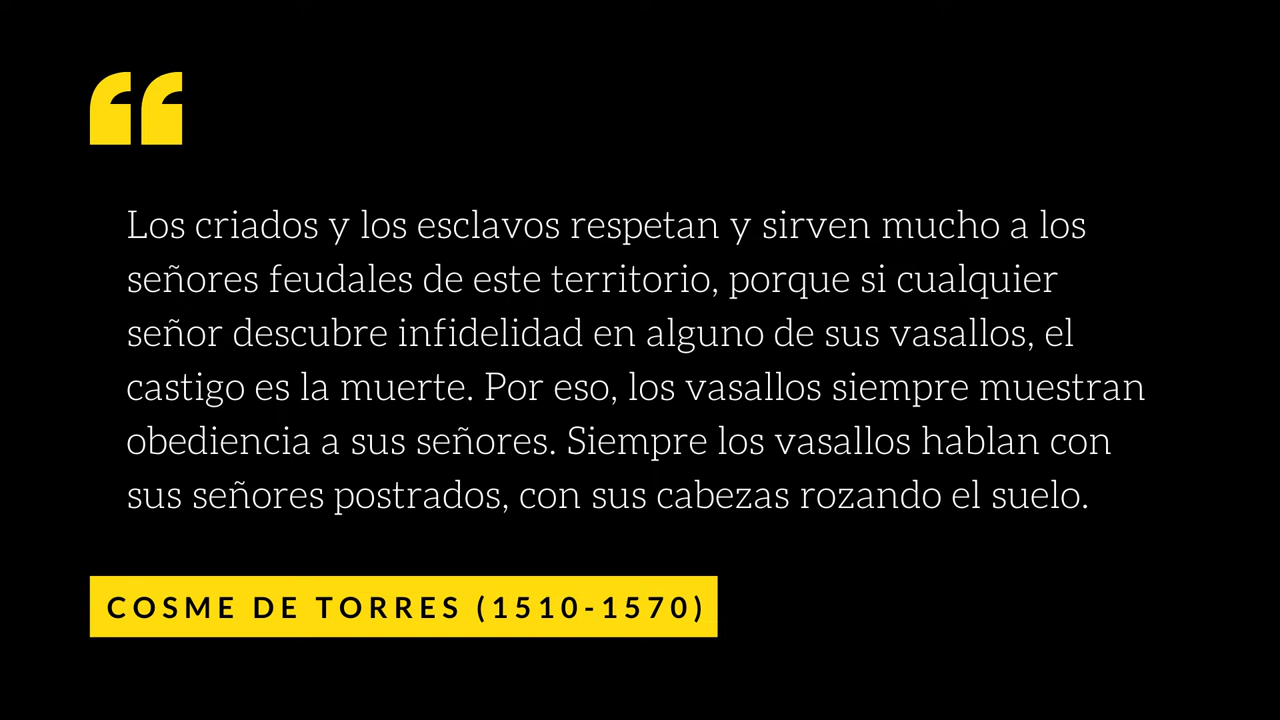 “
Los criados y los esclavos respetan y sirven mucho a los
señores feudales de este territorio, porque si cualquier
señor descubre infidelidad en alguno de sus vasallos, el
castigo es la muerte. Por eso, los vasallos siempre muestran
obediencia a sus señores. Siempre los vasallos hablan con
sus señores postrados, con sus cabezas rozando el suelo.
COSME DE TORRES (1510-1570)